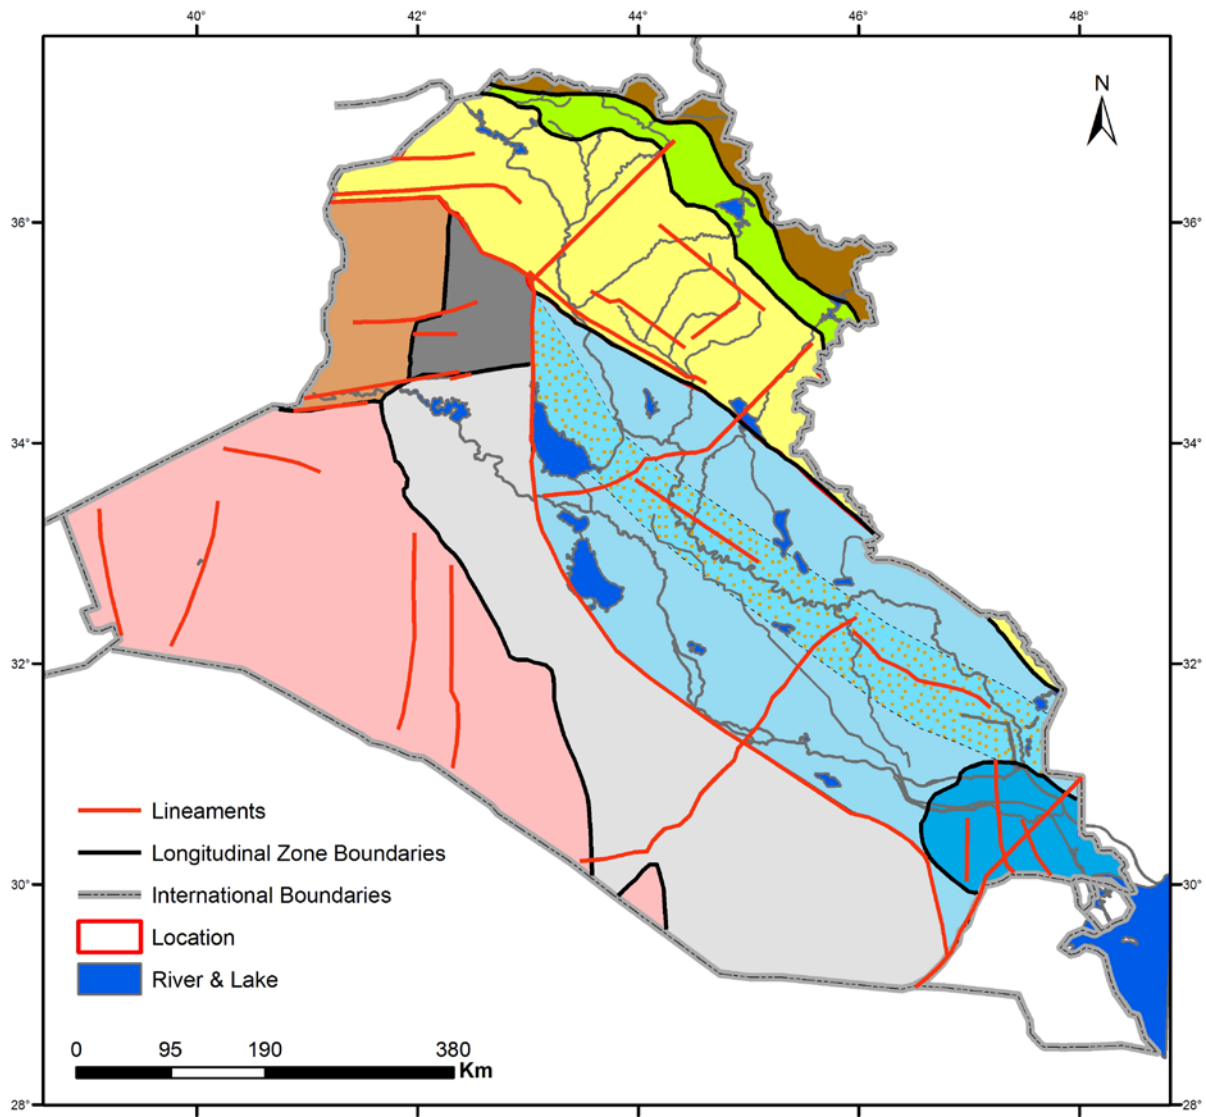 40° 42° 44° 46° 48°
N
36° 36°
34° 34°
32° 32°
Lineaments
Longitudinal Zone Boundaries
International Boundaries
30° 30°
Location
River & Lake
0 95 190 380
Km
28° 28°